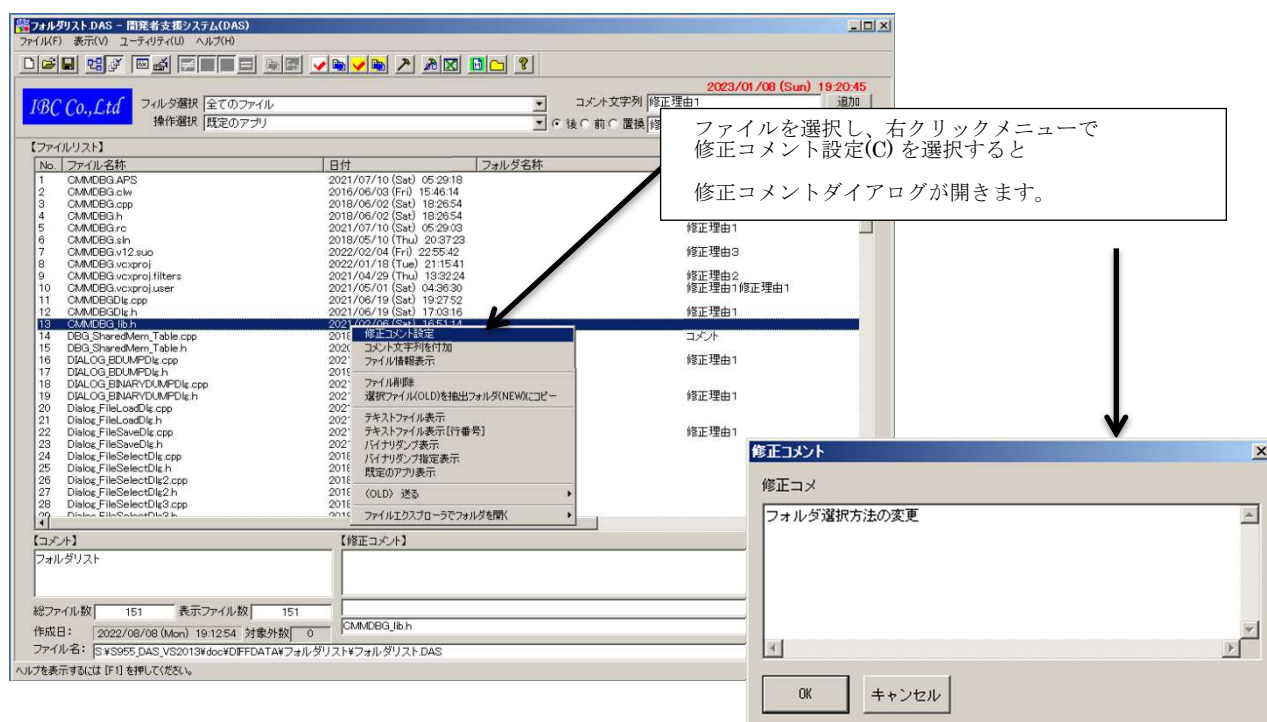 フォルダリスト.DAS - 開発者支援システム(DAS)
ファイル(F) 表示(V) ユーティリティ(U) ヘルプ(H)
2023/01/08 (Sun) 19:20:45
IBC Co.,Ltd
フィルタ選択 全てのファイル
コメント文字列 修正理由1 追加
操作選択 既定のアプリ
後 前 置換
ファイルを選択し、右クリックメニューで
修正コメント設定(C) を選択すると
修正コメントダイアログが開きます。
【ファイルリスト】
No. ファイル名称 日付 フォルダ名称
1 CMMDBG.APS 2021/07/10 (Sat) 05:29:18
2 CMMDBG.clw 2016/06/03 (Fri) 15:46:14
3 CMMDBG.cpp 2018/06/02 (Sat) 18:26:54
4 CMMDBG.h 2018/06/02 (Sat) 18:26:54
5 CMMDBG.rc 2021/07/10 (Sat) 05:29:03 修正理由1
6 CMMDBG.sln 2018/05/10 (Thu) 20:37:23
7 CMMDBG.v12.suo 2022/02/04 (Fri) 22:55:42 修正理由3
8 CMMDBG.vcxproj 2022/01/18 (Tue) 21:15:41
9 CMMDBG.vcxproj.filters 2021/04/29 (Thu) 13:32:24 修正理由2
10 CMMDBG.vcxproj.user 2021/05/01 (Sat) 04:36:30 修正理由1修正理由1
11 CMMDBGDlg.cpp 2021/06/19 (Sat) 19:27:52
12 CMMDBGDlg.h 2021/06/19 (Sat) 17:03:16 修正理由1
13 CMMDBG_lib.h 2021/02/06 (Sat) 16:51:14
14 DBG_SharedMem_Table.cpp 2018 コメント
15 DBG_SharedMem_Table.h 202
16 DIALOG_BDUMPDlg.cpp 202 修正理由1
17 DIALOG_BDUMPDlg.h 201
18 DIALOG_BINARYDUMPDlg.cpp 202
19 DIALOG_BINARYDUMPDlg.h 202 修正理由1
20 Dialog_FileLoadDlg.cpp 202
21 Dialog_FileLoadDlg.h 202
22 Dialog_FileSaveDlg.cpp 202 修正理由1
23 Dialog_FileSaveDlg.h 202
24 Dialog_FileSelectDlg.cpp 2018
25 Dialog_FileSelectDlg.h 2018
26 Dialog_FileSelectDlg2.cpp 2018
27 Dialog_FileSelectDlg2.h 2018
28 Dialog_FileSelectDlg3.cpp 2018
29 Dialog_FileSelectDlg3.h
修正コメント設定
コメント文字列を付加
ファイル情報表示
ファイル削除
選択ファイル(OLD)を抽出フォルダ(NEW)にコピー
テキストファイル表示
テキストファイル表示[行番号]
バイナリダンプ表示
バイナリダンプ指定表示
既定のアプリ表示
(OLD) 送る
ファイルエクスプローラでフォルダを開く
【コメント】 【修正コメント】
フォルダリスト
総ファイル数 151 表示ファイル数 151
作成日: 2022/08/08 (Mon) 19:12:54 対象外数 0
CMMDBG_lib.h
ファイル名: S:¥S955_DAS_VS2013¥doc¥DIFFDATA¥フォルダリスト¥フォルダリスト.DAS
ヘルプを表示するには [F1] を押してください。
修正コメント
修正コメ
フォルダ選択方法の変更
OK キャンセル